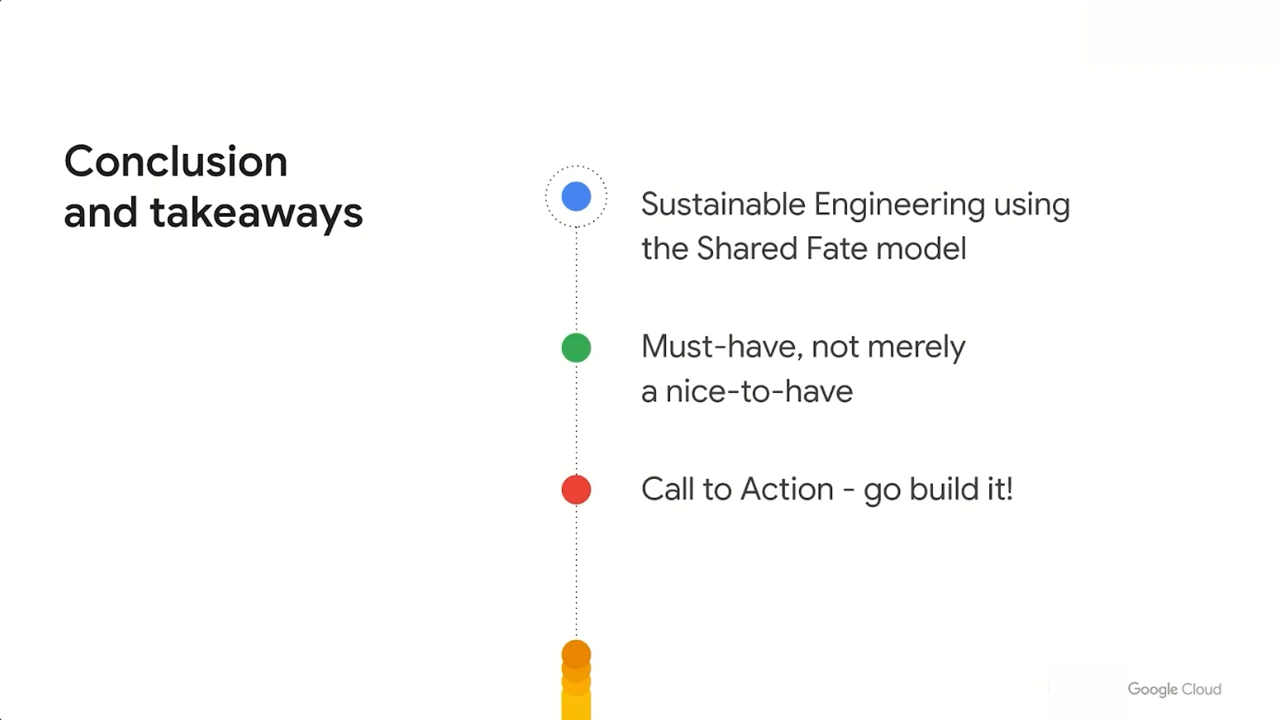 Conclusion
and takeaways
Sustainable Engineering using
the Shared Fate model
Must-have, not merely
a nice-to-have
Call to Action - go build it!
Google Cloud